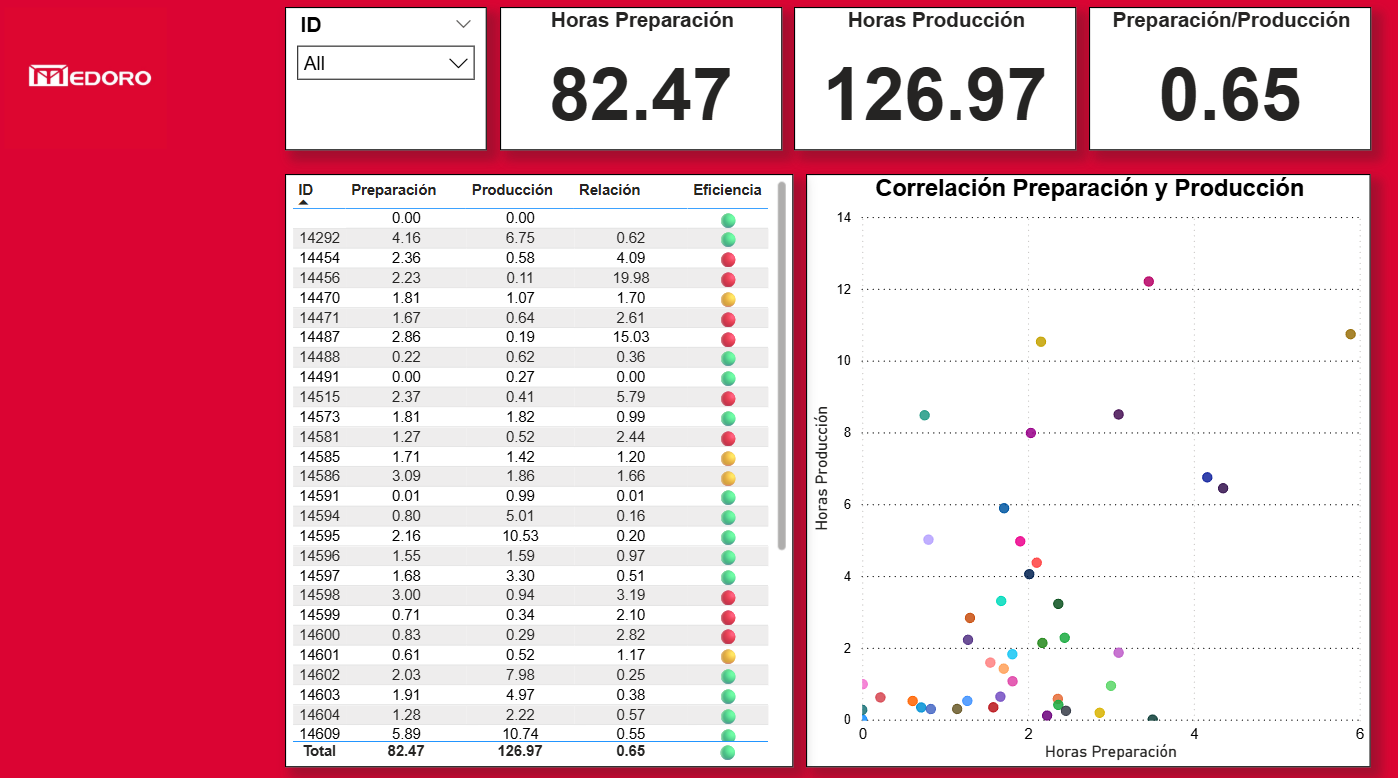 MEDORO
ID
All
Horas Preparación
82.47
Horas Producción
126.97
Preparación/Producción
0.65
ID Preparación Producción Relación Eficiencia
0.00 0.00
14292 4.16 6.75 0.62
14454 2.36 0.58 4.09
14456 2.23 0.11 19.98
14470 1.81 1.07 1.70
14471 1.67 0.64 2.61
14487 2.86 0.19 15.03
14488 0.22 0.62 0.36
14491 0.00 0.27 0.00
14515 2.37 0.41 5.79
14573 1.81 1.82 0.99
14581 1.27 0.52 2.44
14585 1.71 1.42 1.20
14586 3.09 1.86 1.66
14591 0.01 0.99 0.01
14594 0.80 5.01 0.16
14595 2.16 10.53 0.20
14596 1.55 1.59 0.97
14597 1.68 3.30 0.51
14598 3.00 0.94 3.19
14599 0.71 0.34 2.10
14600 0.83 0.29 2.82
14601 0.61 0.52 1.17
14602 2.03 7.98 0.25
14603 1.91 4.97 0.38
14604 1.28 2.22 0.57
14609 5.89 10.74 0.55
Total 82.47 126.97 0.65
Correlación Preparación y Producción
Horas Producción
14
12
10
8
6
4
2
0
0 2 4 6
Horas Preparación